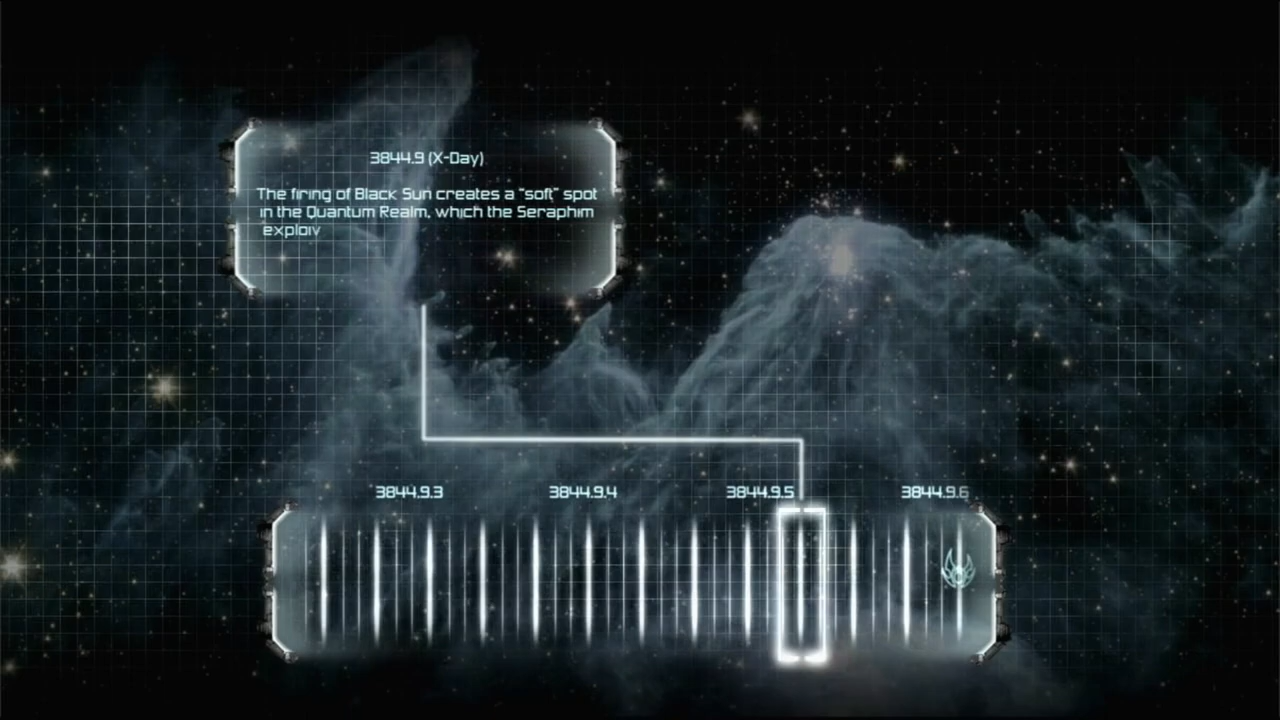 3844.9 (X-Day)
The firing of Black Sun creates a "soft" spot
in the Quantum Realm, which the Seraphim
exploiv
3844.9.3
3844.9.4
3844.9.5
3844.9.6